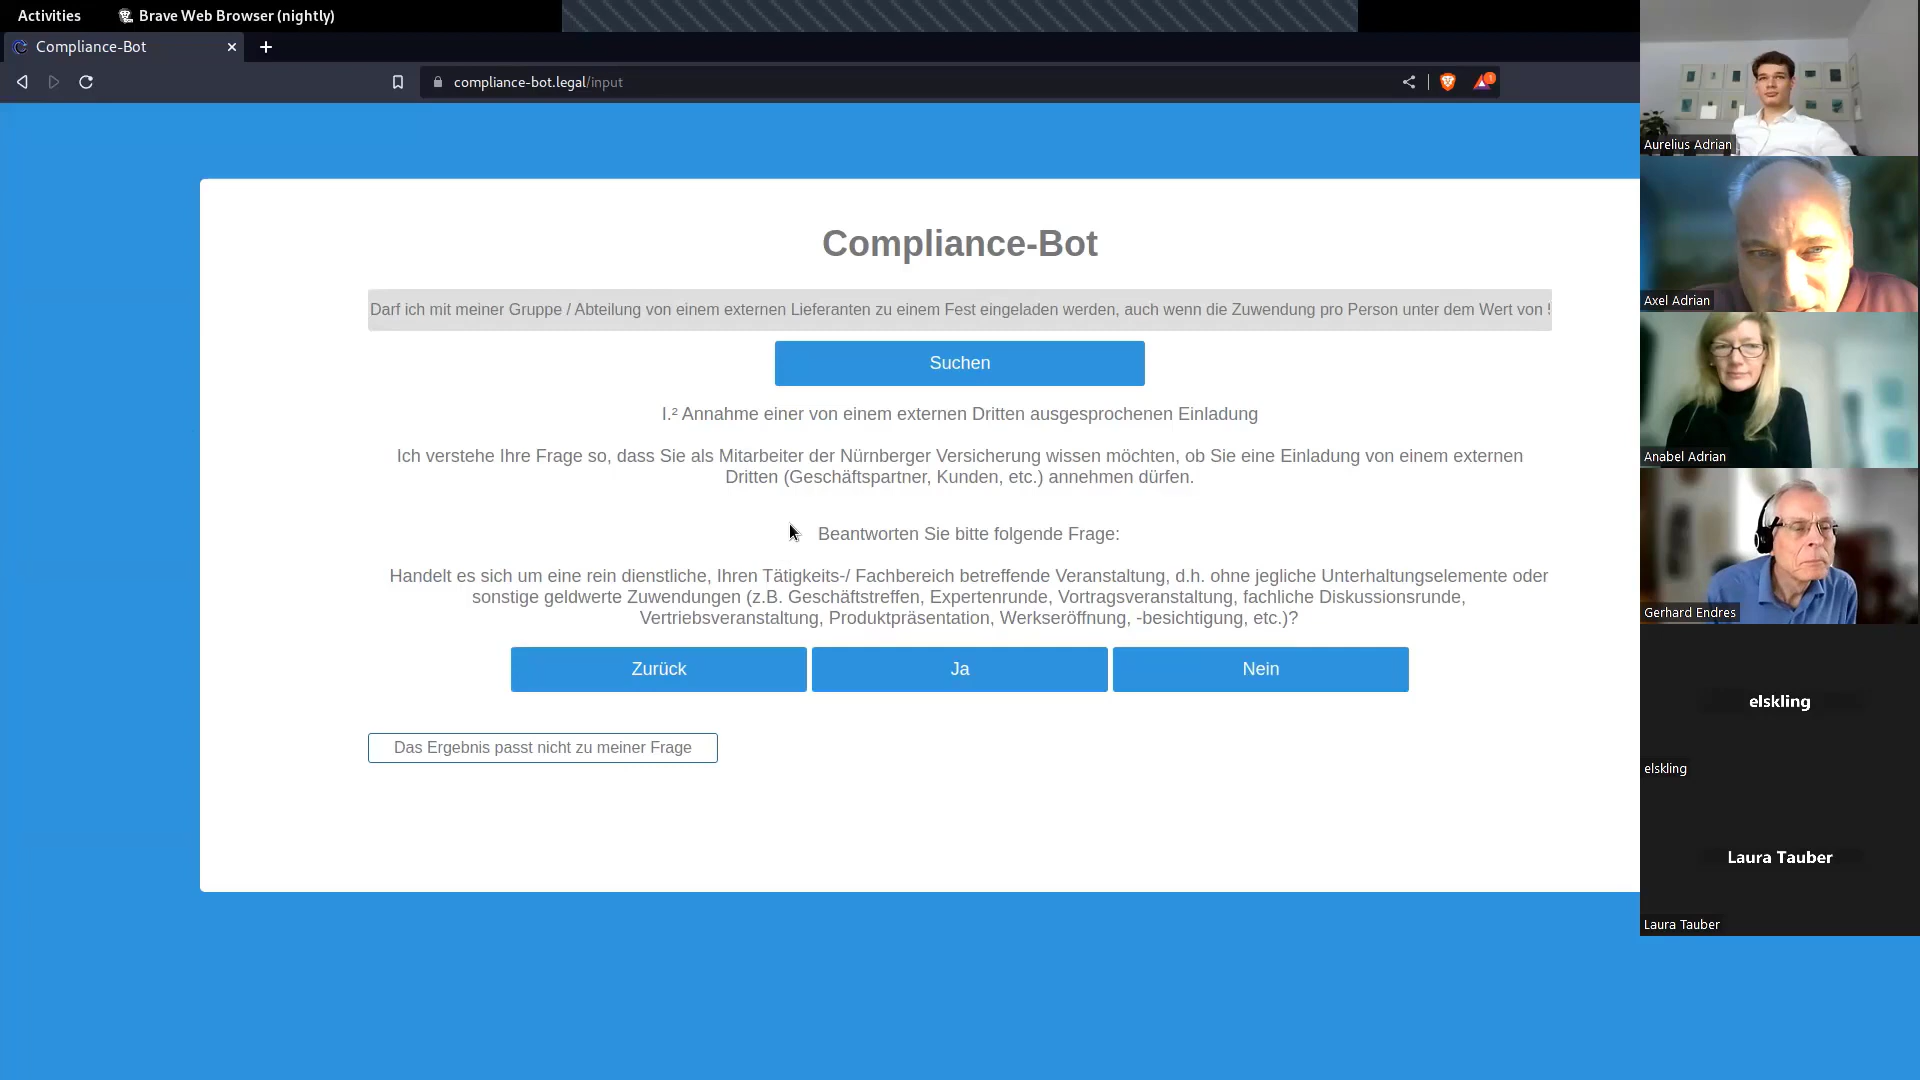 Activities
Brave Web Browser (nightly)
Compliance-Bot
compliance-bot.legal/input
1
Compliance-Bot
Darf ich mit meiner Gruppe / Abteilung von einem externen Lieferanten zu einem Fest eingeladen werden, auch wenn die Zuwendung pro Person unter dem Wert von
Suchen
I.² Annahme einer von einem externen Dritten ausgesprochenen Einladung
Ich verstehe Ihre Frage so, dass Sie als Mitarbeiter der Nürnberger Versicherung wissen möchten, ob Sie eine Einladung von einem externen
Dritten (Geschäftspartner, Kunden, etc.) annehmen dürfen.
Beantworten Sie bitte folgende Frage:
Handelt es sich um eine rein dienstliche, Ihren Tätigkeits-/ Fachbereich betreffende Veranstaltung, d.h. ohne jegliche Unterhaltungselemente oder
sonstige geldwerte Zuwendungen (z.B. Geschäftstreffen, Expertenrunde, Vortragsveranstaltung, fachliche Diskussionsrunde,
Vertriebsveranstaltung, Produktpräsentation, Werkseröffnung, -besichtigung, etc.)?
Zurück
Ja
Nein
Das Ergebnis passt nicht zu meiner Frage
Aurelius Adrian
Axel Adrian
Anabel Adrian
Gerhard Endres
elskling
elskling
Laura Tauber
Laura Tauber